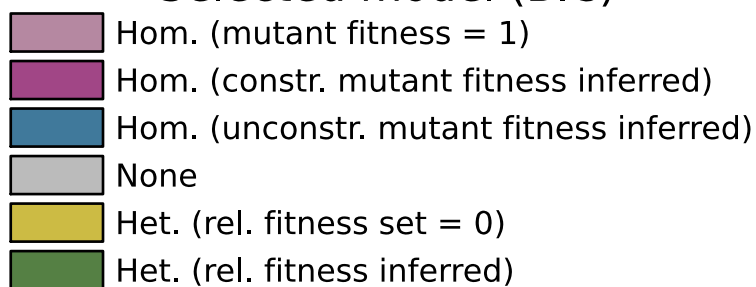 Hom. (mutant fitness = 1)
Hom. (constr. mutant fitness inferred)
Hom. (unconstr. mutant fitness inferred)
None
Het. (rel. fitness set = 0)
Het. (rel. fitness inferred)